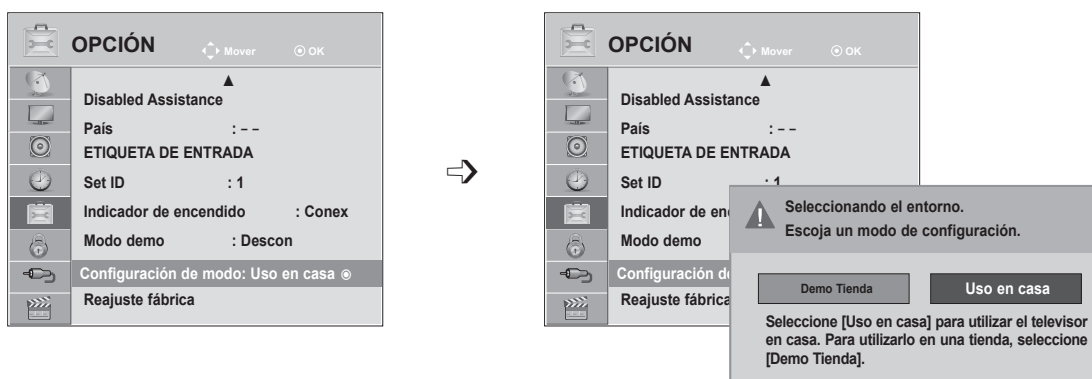 OPCIÓN
Mover
OK
Disabled Assistance
País : – –
ETIQUETA DE ENTRADA
Set ID : 1
Indicador de encendido : Conex
Modo demo : Descon
Configuración de modo: Uso en casa
Reajuste fábrica
OPCIÓN
Mover
OK
Disabled Assistance
País : – –
ETIQUETA DE ENTRADA
Set ID : 1
Indicador de en
Modo demo
Configuración d
Reajuste fábrica
Seleccionando el entorno.
Escoja un modo de configuración.
Demo Tienda
Uso en casa
Seleccione [Uso en casa] para utilizar el televisor
en casa. Para utilizarlo en una tienda, seleccione
[Demo Tienda].